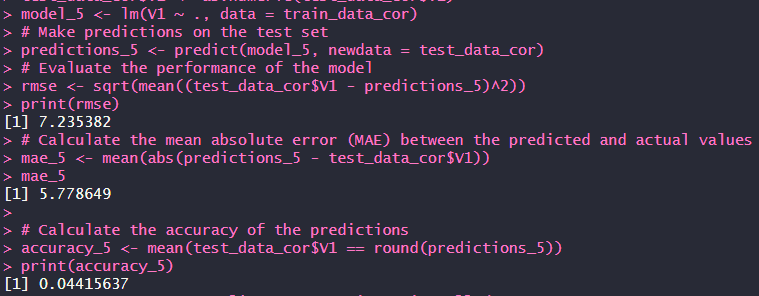 > model_5 <- lm(V1 ~ ., data = train_data_cor)
> # Make predictions on the test set
> predictions_5 <- predict(model_5, newdata = test_data_cor)
> # Evaluate the performance of the model
> rmse <- sqrt(mean((test_data_cor$V1 - predictions_5)^2))
> print(rmse)
[1] 7.235382
> # Calculate the mean absolute error (MAE) between the predicted and actual values
> mae_5 <- mean(abs(predictions_5 - test_data_cor$V1))
> mae_5
[1] 5.778649
>
> # Calculate the accuracy of the predictions
> accuracy_5 <- mean(test_data_cor$V1 == round(predictions_5))
> print(accuracy_5)
[1] 0.04415637